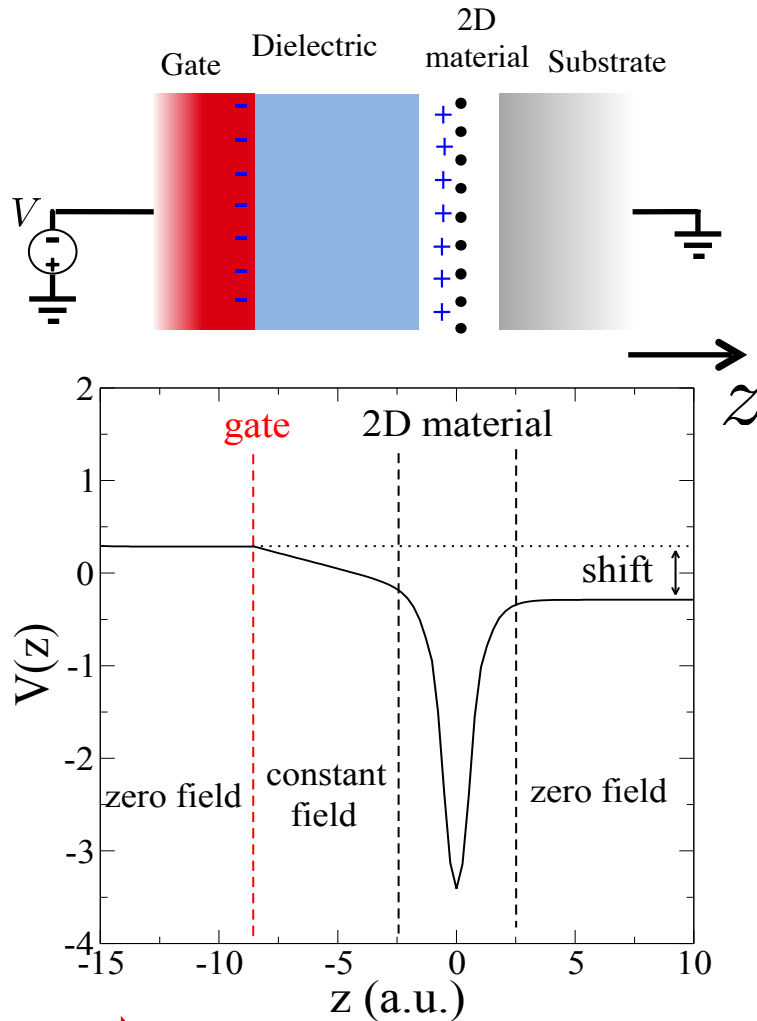 2D
Dielectric
material
Gate
Substrate
V
- - - - - - -
+ + + + + + + +
-
+
z
2
gate
2D material
1
0
shift
V(z)
-1
-2
constant
zero field
zero field
field
-3
-4
-15
-10
-5
0
5
10
z (a.u.)